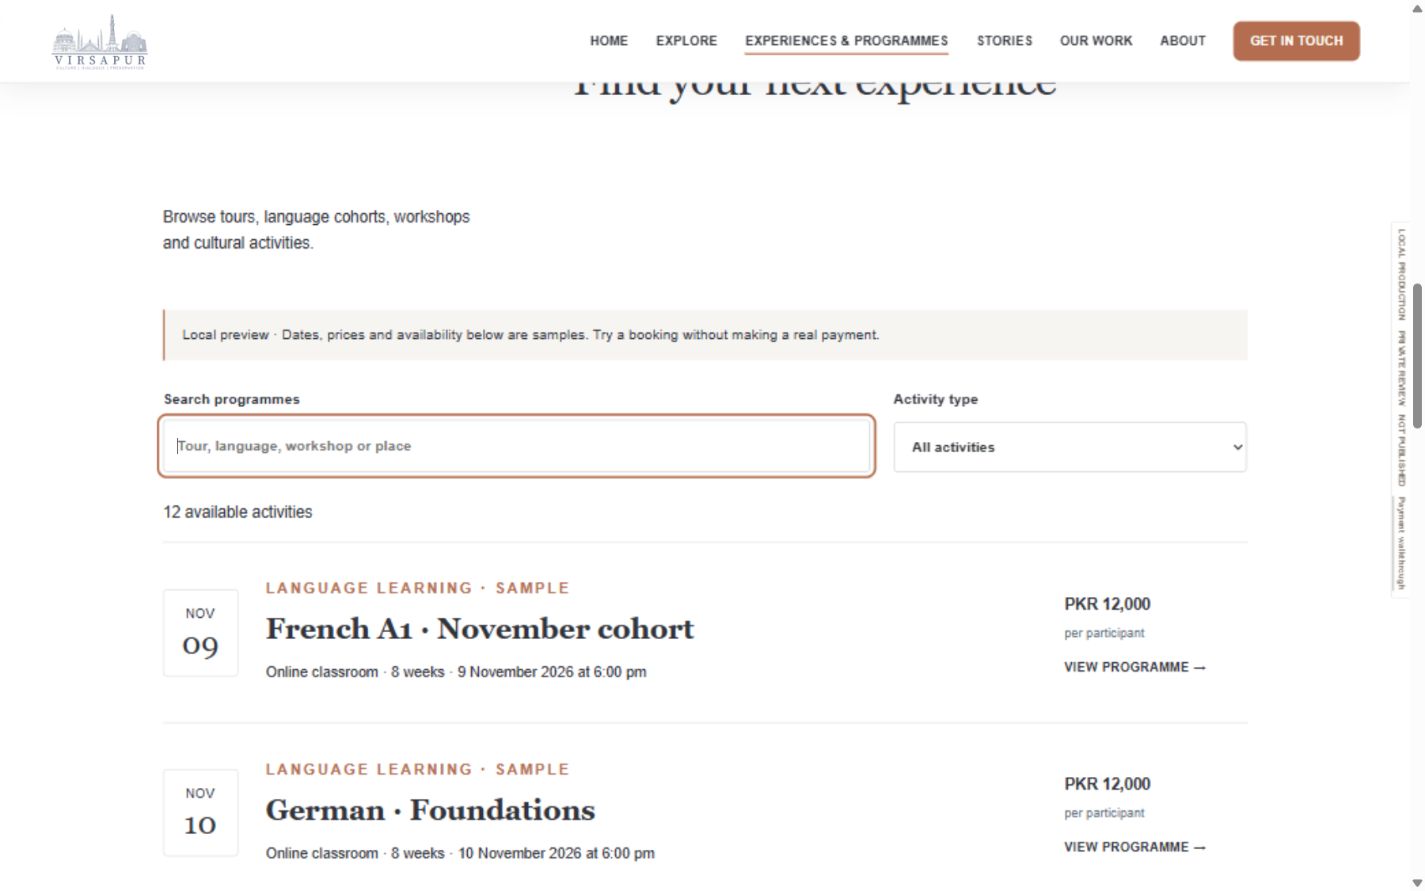 VIRSAPUR
HOME
EXPLORE
EXPERIENCES & PROGRAMMES
STORIES
OUR WORK
ABOUT
GET IN TOUCH
Find your next experience
Browse tours, language cohorts, workshops
and cultural activities.
Local preview · Dates, prices and availability below are samples. Try a booking without making a real payment.
Search programmes
Tour, language, workshop or place
Activity type
All activities
12 available activities
NOV
09
LANGUAGE LEARNING · SAMPLE
French A1 · November cohort
Online classroom · 8 weeks · 9 November 2026 at 6:00 pm
PKR 12,000
per participant
VIEW PROGRAMME →
NOV
10
LANGUAGE LEARNING · SAMPLE
German · Foundations
Online classroom · 8 weeks · 10 November 2026 at 6:00 pm
PKR 12,000
per participant
VIEW PROGRAMME →
LOCAL PRODUCTION PRIVATE REVIEW NOT PUBLISHED Payment walkthrough